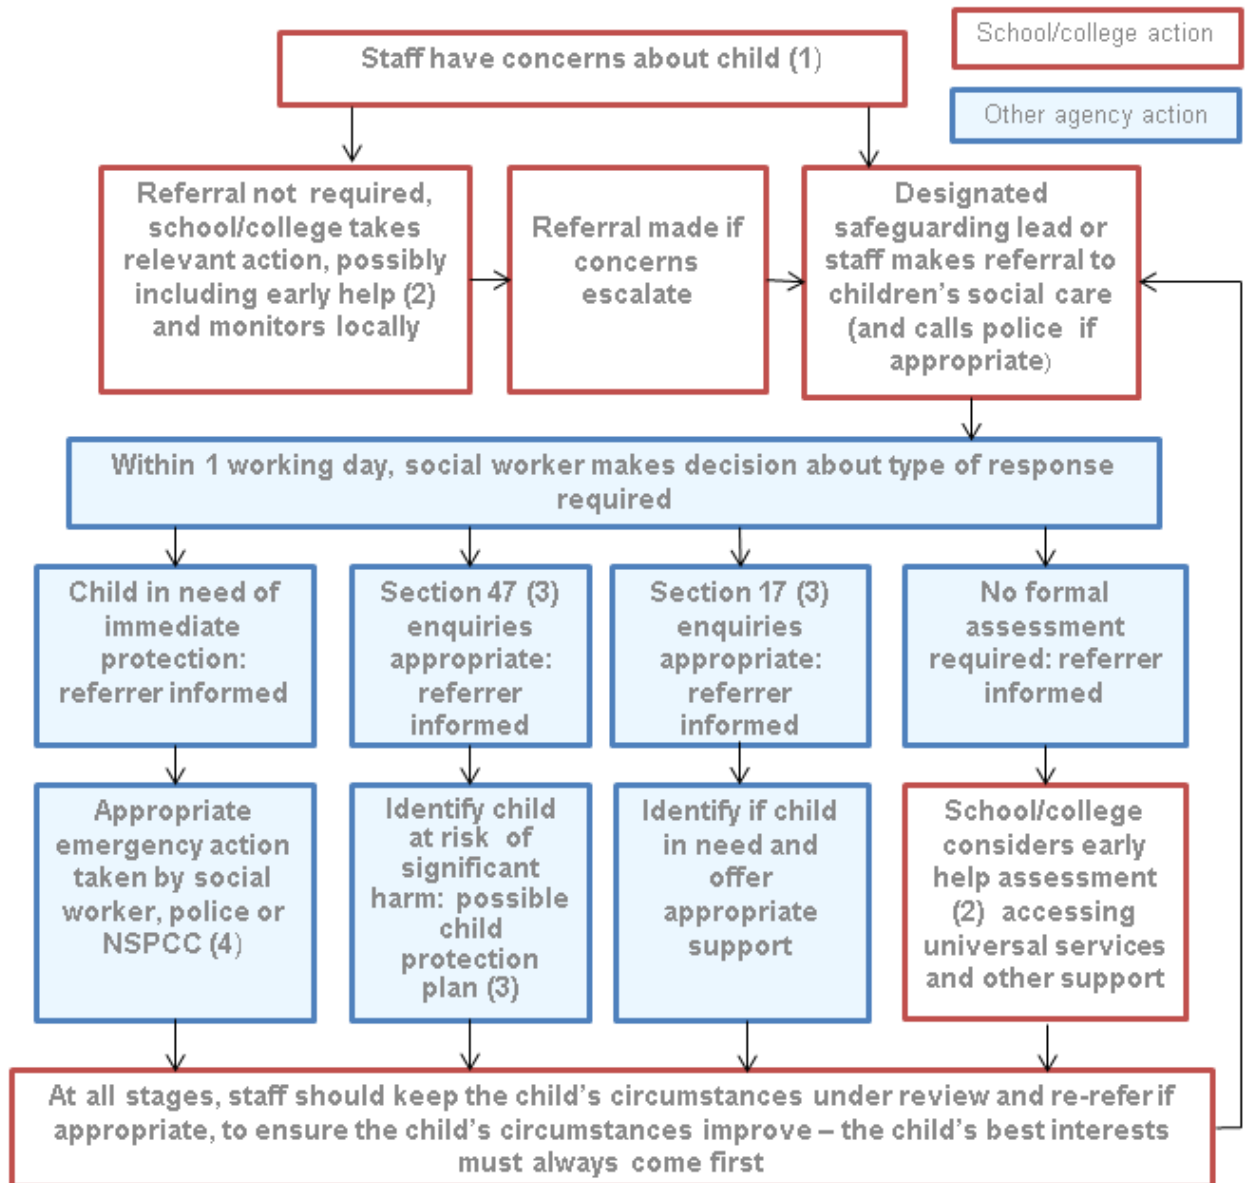 School/college action
Other agency action
Staff have concerns about child (1)
Referral not required,
school/college takes
relevant action, possibly
including early help (2)
and monitors locally
Referral made if
concerns
escalate
Designated
safeguarding lead or
staff makes referral to
children’s social care
(and calls police if
appropriate)
Within 1 working day, social worker makes decision about type of response
required
Child in need of
immediate
protection:
referrer informed
Section 47 (3)
enquiries
appropriate:
referrer
informed
Section 17 (3)
enquiries
appropriate:
referrer
informed
No formal
assessment
required: referrer
informed
Appropriate
emergency action
taken by social
worker, police or
NSPCC (4)
Identify child
at risk of
significant
harm: possible
child
protection
plan (3)
Identify if child
in need and
offer
appropriate
support
School/college
considers early
help assessment
(2) accessing
universal services
and other support
At all stages, staff should keep the child’s circumstances under review and re-refer if
appropriate, to ensure the child’s circumstances improve – the child’s best interests
must always come first